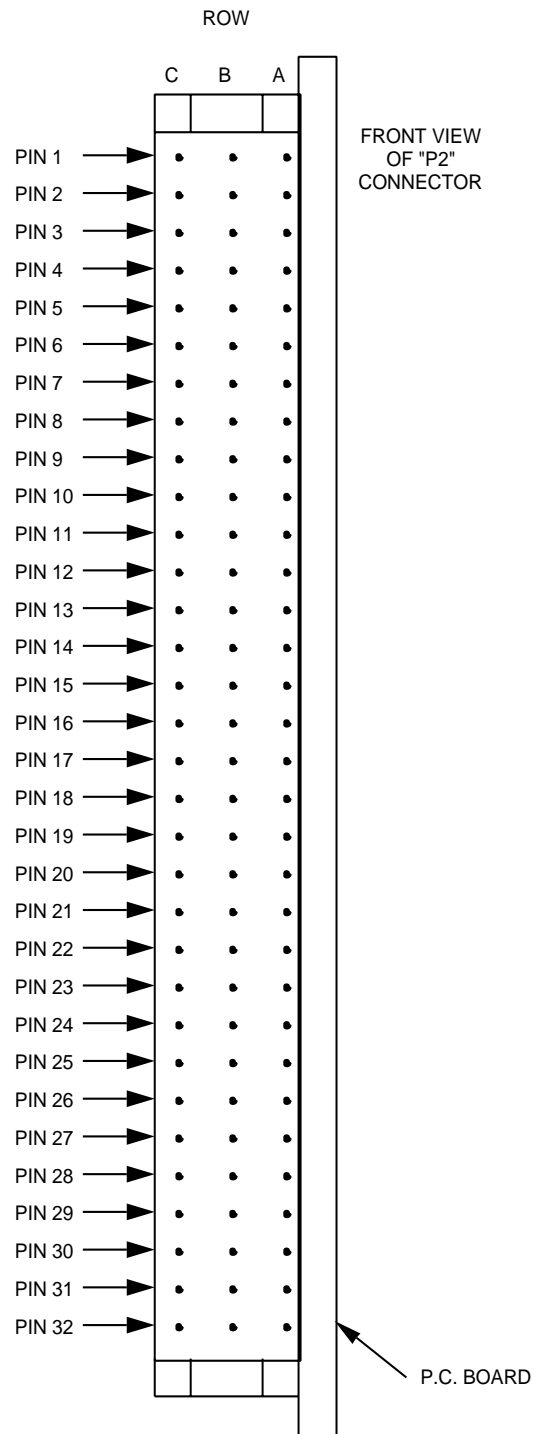 ROW
C B A
FRONT VIEW
OF "P2"
CONNECTOR
PIN 1
PIN 2
PIN 3
PIN 4
PIN 5
PIN 6
PIN 7
PIN 8
PIN 9
PIN 10
PIN 11
PIN 12
PIN 13
PIN 14
PIN 15
PIN 16
PIN 17
PIN 18
PIN 19
PIN 20
PIN 21
PIN 22
PIN 23
PIN 24
PIN 25
PIN 26
PIN 27
PIN 28
PIN 29
PIN 30
PIN 31
PIN 32
P.C. BOARD